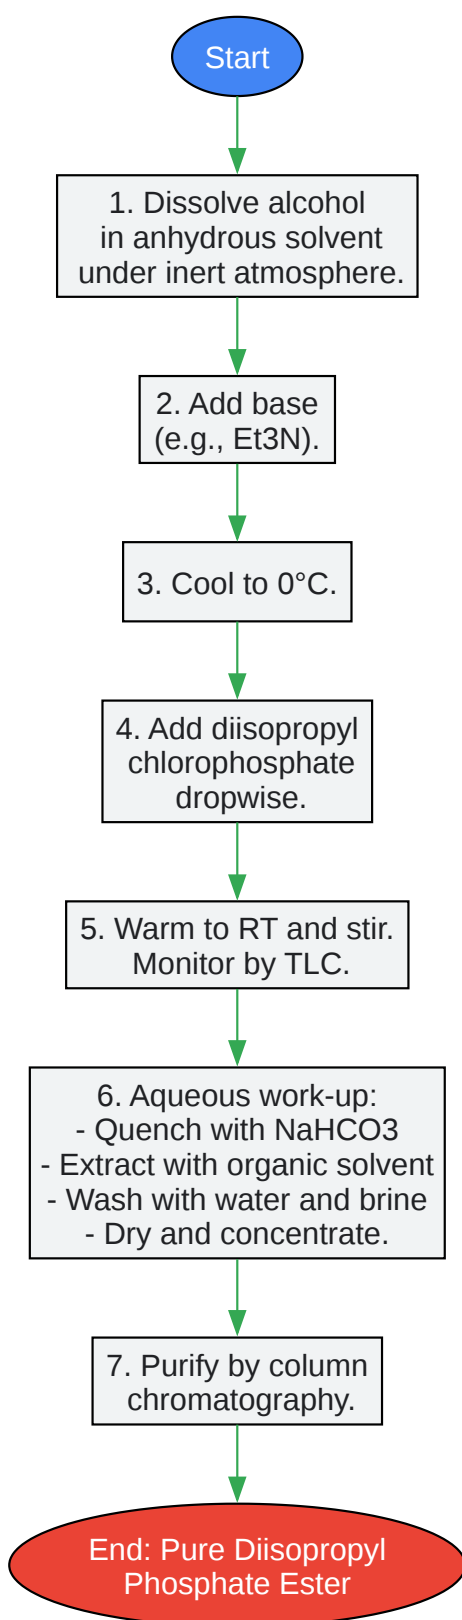 Start
1. Dissolve alcohol
in anhydrous solvent
under inert atmosphere.
2. Add base
(e.g., Et3N).
3. Cool to 0°C.
4. Add diisopropyl
chlorophosphate
dropwise.
5. Warm to RT and stir.
Monitor by TLC.
6. Aqueous work-up:
- Quench with NaHCO3
- Extract with organic solvent
- Wash with water and brine
- Dry and concentrate.
7. Purify by column
chromatography.
End: Pure Diisopropyl
Phosphate Ester